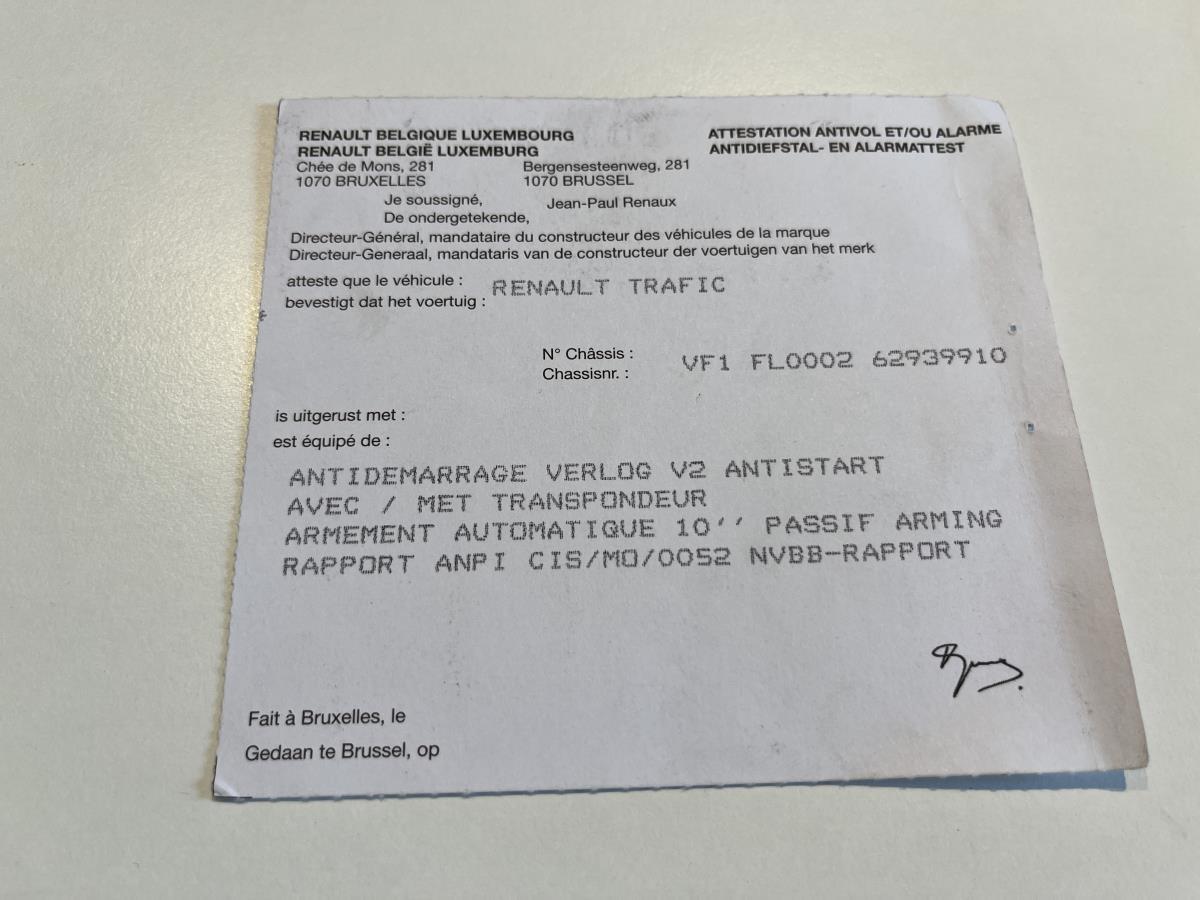 RENAULT BELGIQUE LUXEMBOURG
RENAULT BELGIË LUXEMBURG
ATTESTATION ANTIVOL ET/OU ALARME
ANTIDIEFSTAL- EN ALARMATTEST
Chée de Mons, 281 Bergensesteenweg, 281
1070 BRUXELLES 1070 BRUSSEL
Je soussigné, Jean-Paul Renaux
De ondergetekende,
Directeur-Général, mandataire du constructeur des véhicules de la marque
Directeur-Generaal, mandataris van de constructeur der voertuigen van het merk
atteste que le véhicule : RENAULT TRAFIC
bevestigt dat het voertuig :
N° Châssis : VF1 FL0002 62939910
Chassisnr. :
is uitgerust met :
est équipé de :
ANTIDEMARRAGE VERLOG V2 ANTISTART
AVEC / MET TRANSPONDEUR
ARMEMENT AUTOMATIQUE 10'' PASSIF ARMING
RAPPORT ANPI CIS/MO/0052 NVBB-RAPPORT
Fait à Bruxelles, le
Gedaan te Brussel, op